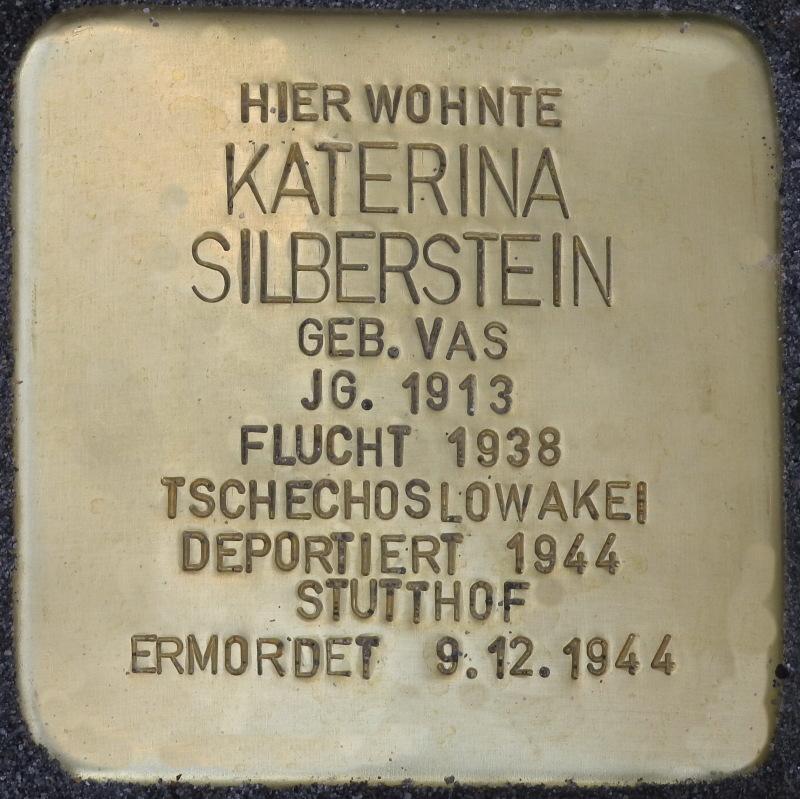 HIER WOHNTE
KATERINA
SILBERSTEIN
GEB. VAS
JG. 1913
FLUCHT 1938
TSCHECHOSLOWAKEI
DEPORTIERT 1944
STUTTHOF
ERMORDET 9.12.1944